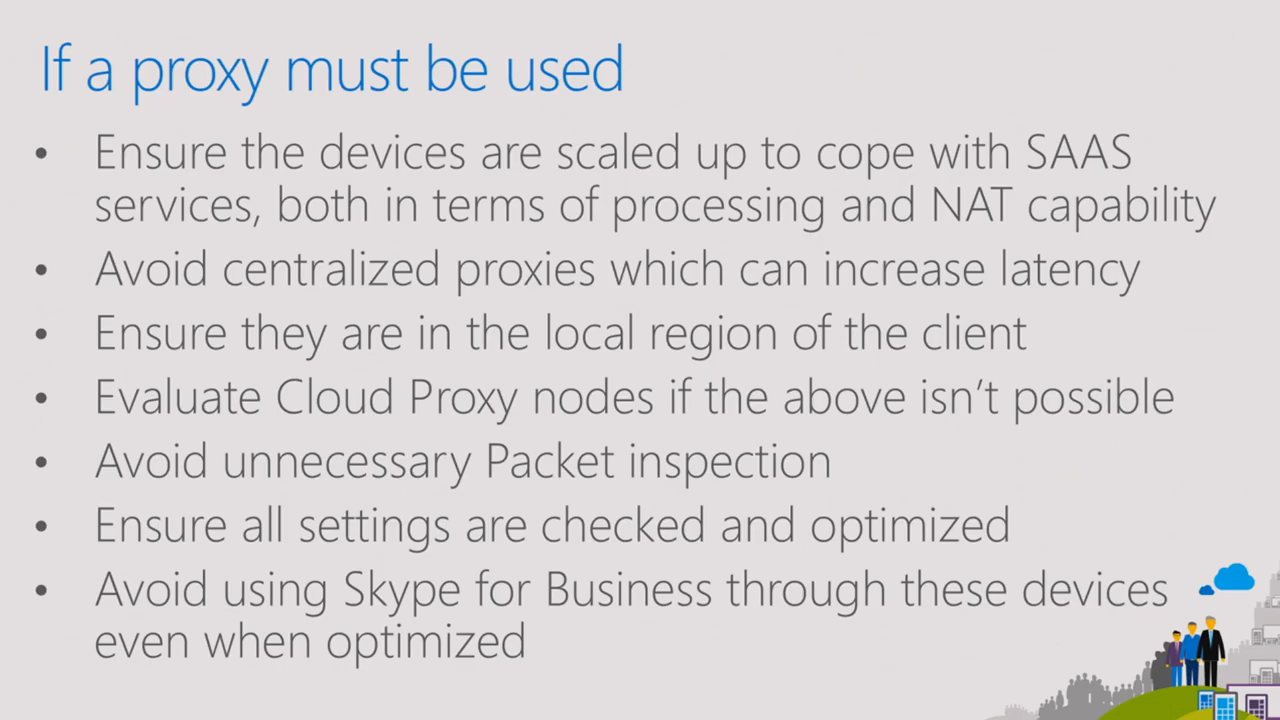 If a proxy must be used
• Ensure the devices are scaled up to cope with SAAS
services, both in terms of processing and NAT capability
• Avoid centralized proxies which can increase latency
• Ensure they are in the local region of the client
• Evaluate Cloud Proxy nodes if the above isn’t possible
• Avoid unnecessary Packet inspection
• Ensure all settings are checked and optimized
• Avoid using Skype for Business through these devices
even when optimized